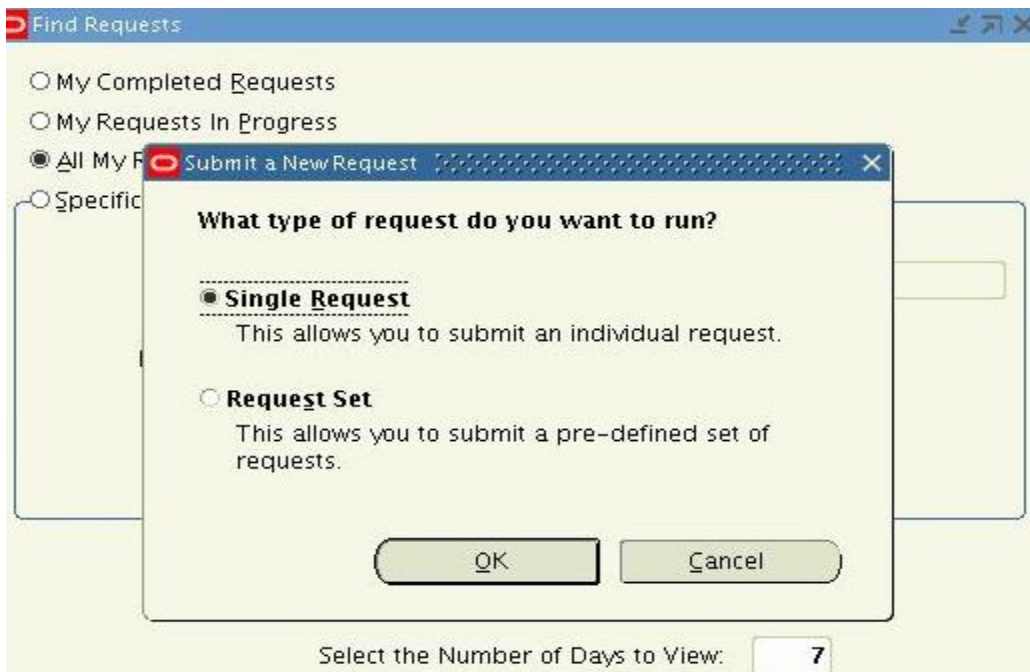 Find Requests
My Completed Requests
My Requests In Progress
All My
Submit a New Request
Specific
What type of request do you want to run?
Single Request
This allows you to submit an individual request.
Request Set
This allows you to submit a pre-defined set of
requests.
OK
Cancel
Select the Number of Days to View:
7